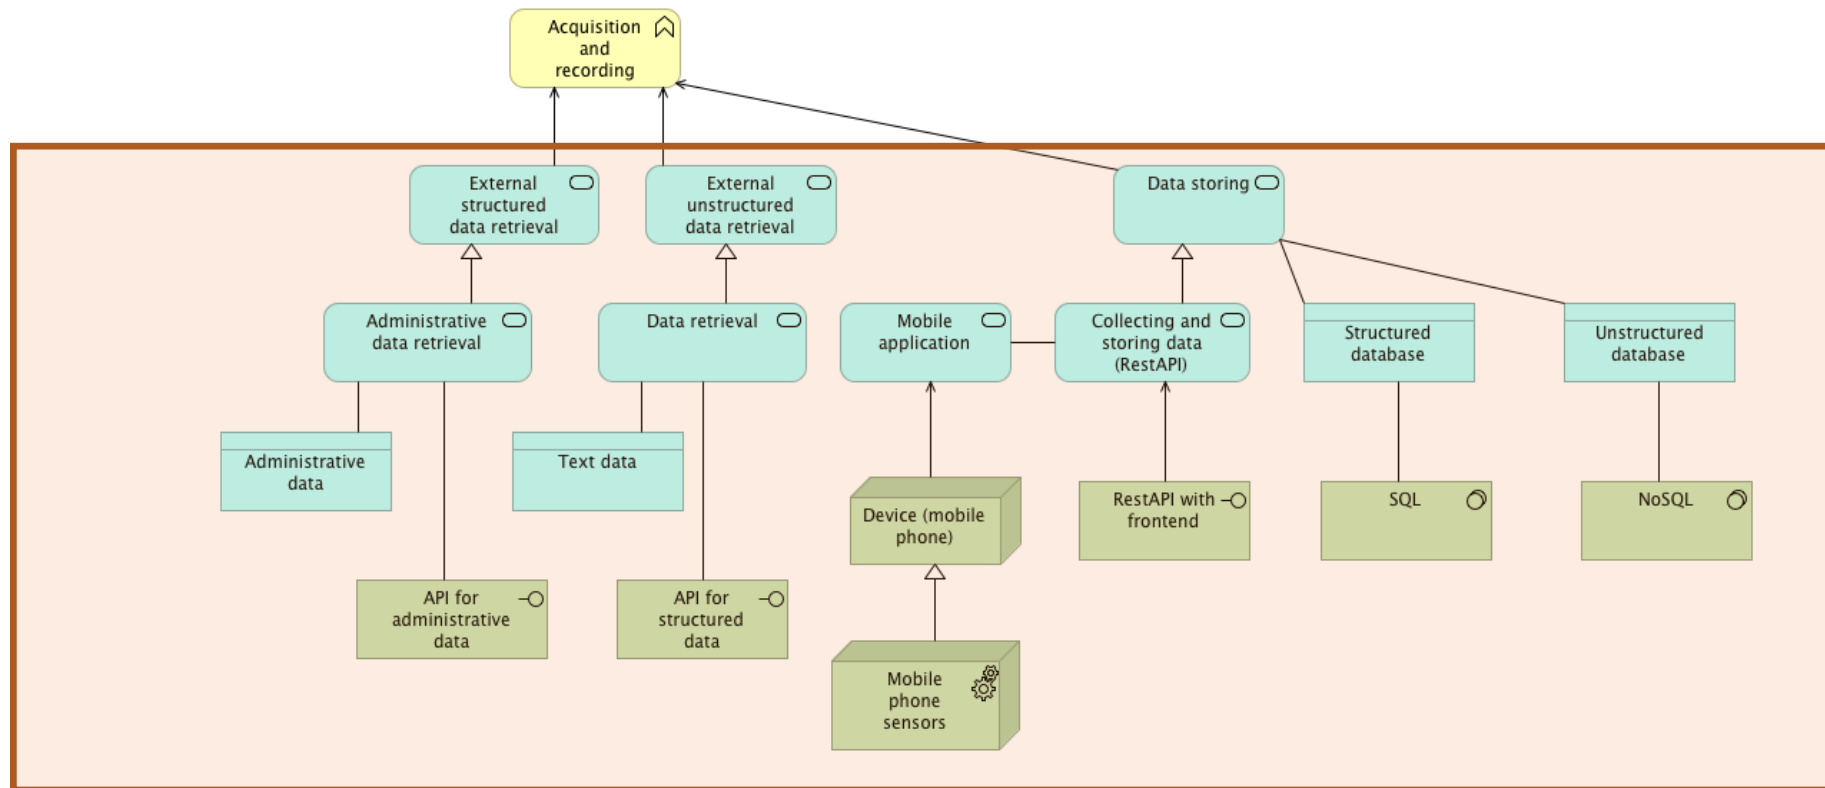 Acquisition
and
recording
External
structured
data retrieval
External
unstructured
data retrieval
Data storing
Administrative
data retrieval
Data retrieval
Mobile
application
Collecting and
storing data
(RestAPI)
Structured
database
Unstructured
database
Administrative
data
Text data
Device (mobile
phone)
RestAPI with
frontend
SQL
NoSQL
API for
administrative
data
API for
structured
data
Mobile
phone
sensors